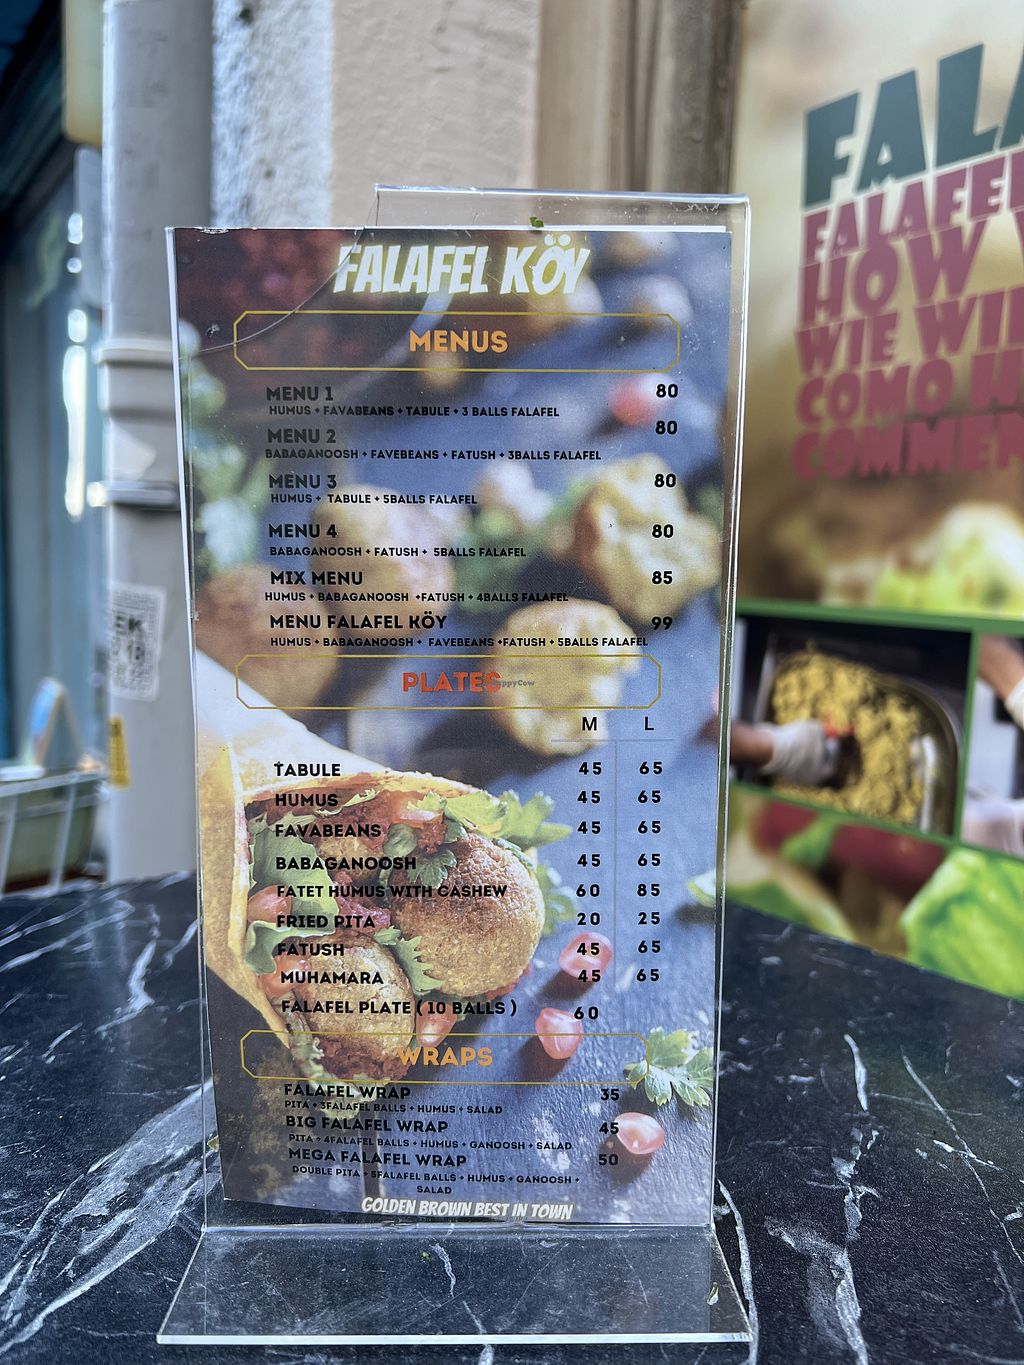 FALAFEL KÖY
MENUS
MENU 1 80
HUMUS + FAVABEANS + TABULE + 3 BALLS FALAFEL
MENU 2 80
BABAGANOOSH + FAVEBEANS + FATUSH + 3BALLS FALAFEL
MENU 3 80
HUMUS + TABULE + 5BALLS FALAFEL
MENU 4 80
BABAGANOOSH + FATUSH + 5BALLS FALAFEL
MIX MENU 85
HUMUS + BABAGANOOSH +FATUSH + 4BALLS FALAFEL
MENU FALAFEL KÖY 99
HUMUS + BABAGANOOSH + FAVEBEANS +FATUSH + 5BALLS FALAFEL
PLATES
M L
TABULE 45 65
HUMUS 45 65
FAVABEANS 45 65
BABAGANOOSH 45 65
FATET HUMUS WITH CASHEW 60 85
FRIED PITA 20 25
FATUSH 45 65
MUHAMARA 45 65
FALAFEL PLATE ( 10 BALLS ) 60
WRAPS
FALAFEL WRAP 35
PITA + 3FALAFEL BALLS + HUMUS + SALAD
BIG FALAFEL WRAP 45
PITA + 4FALAFEL BALLS + HUMUS + GANOOSH + SALAD
MEGA FALAFEL WRAP 50
DOUBLE PITA + 5FALAFEL BALLS + HUMUS + GANOOSH +
SALAD
GOLDEN BROWN BEST IN TOWN
FALA
FALAFEL
HOW
WIE
COMO